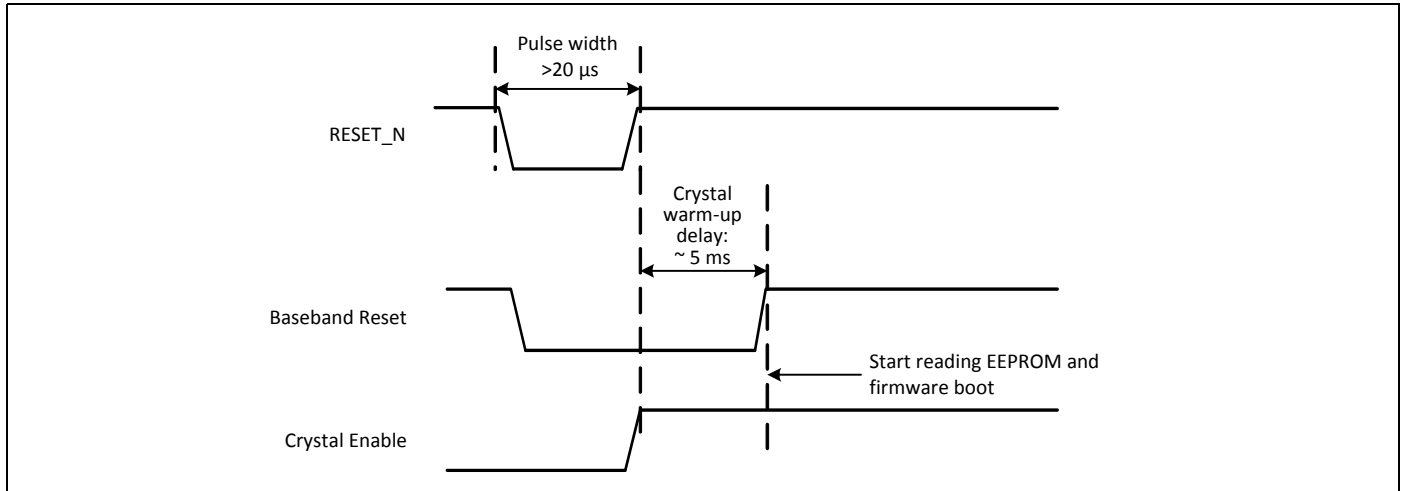 Pulse width
>20 µs
RESET_N
Crystal
warm-up
delay:
~ 5 ms
Baseband Reset
Start reading EEPROM and
firmware boot
Crystal Enable